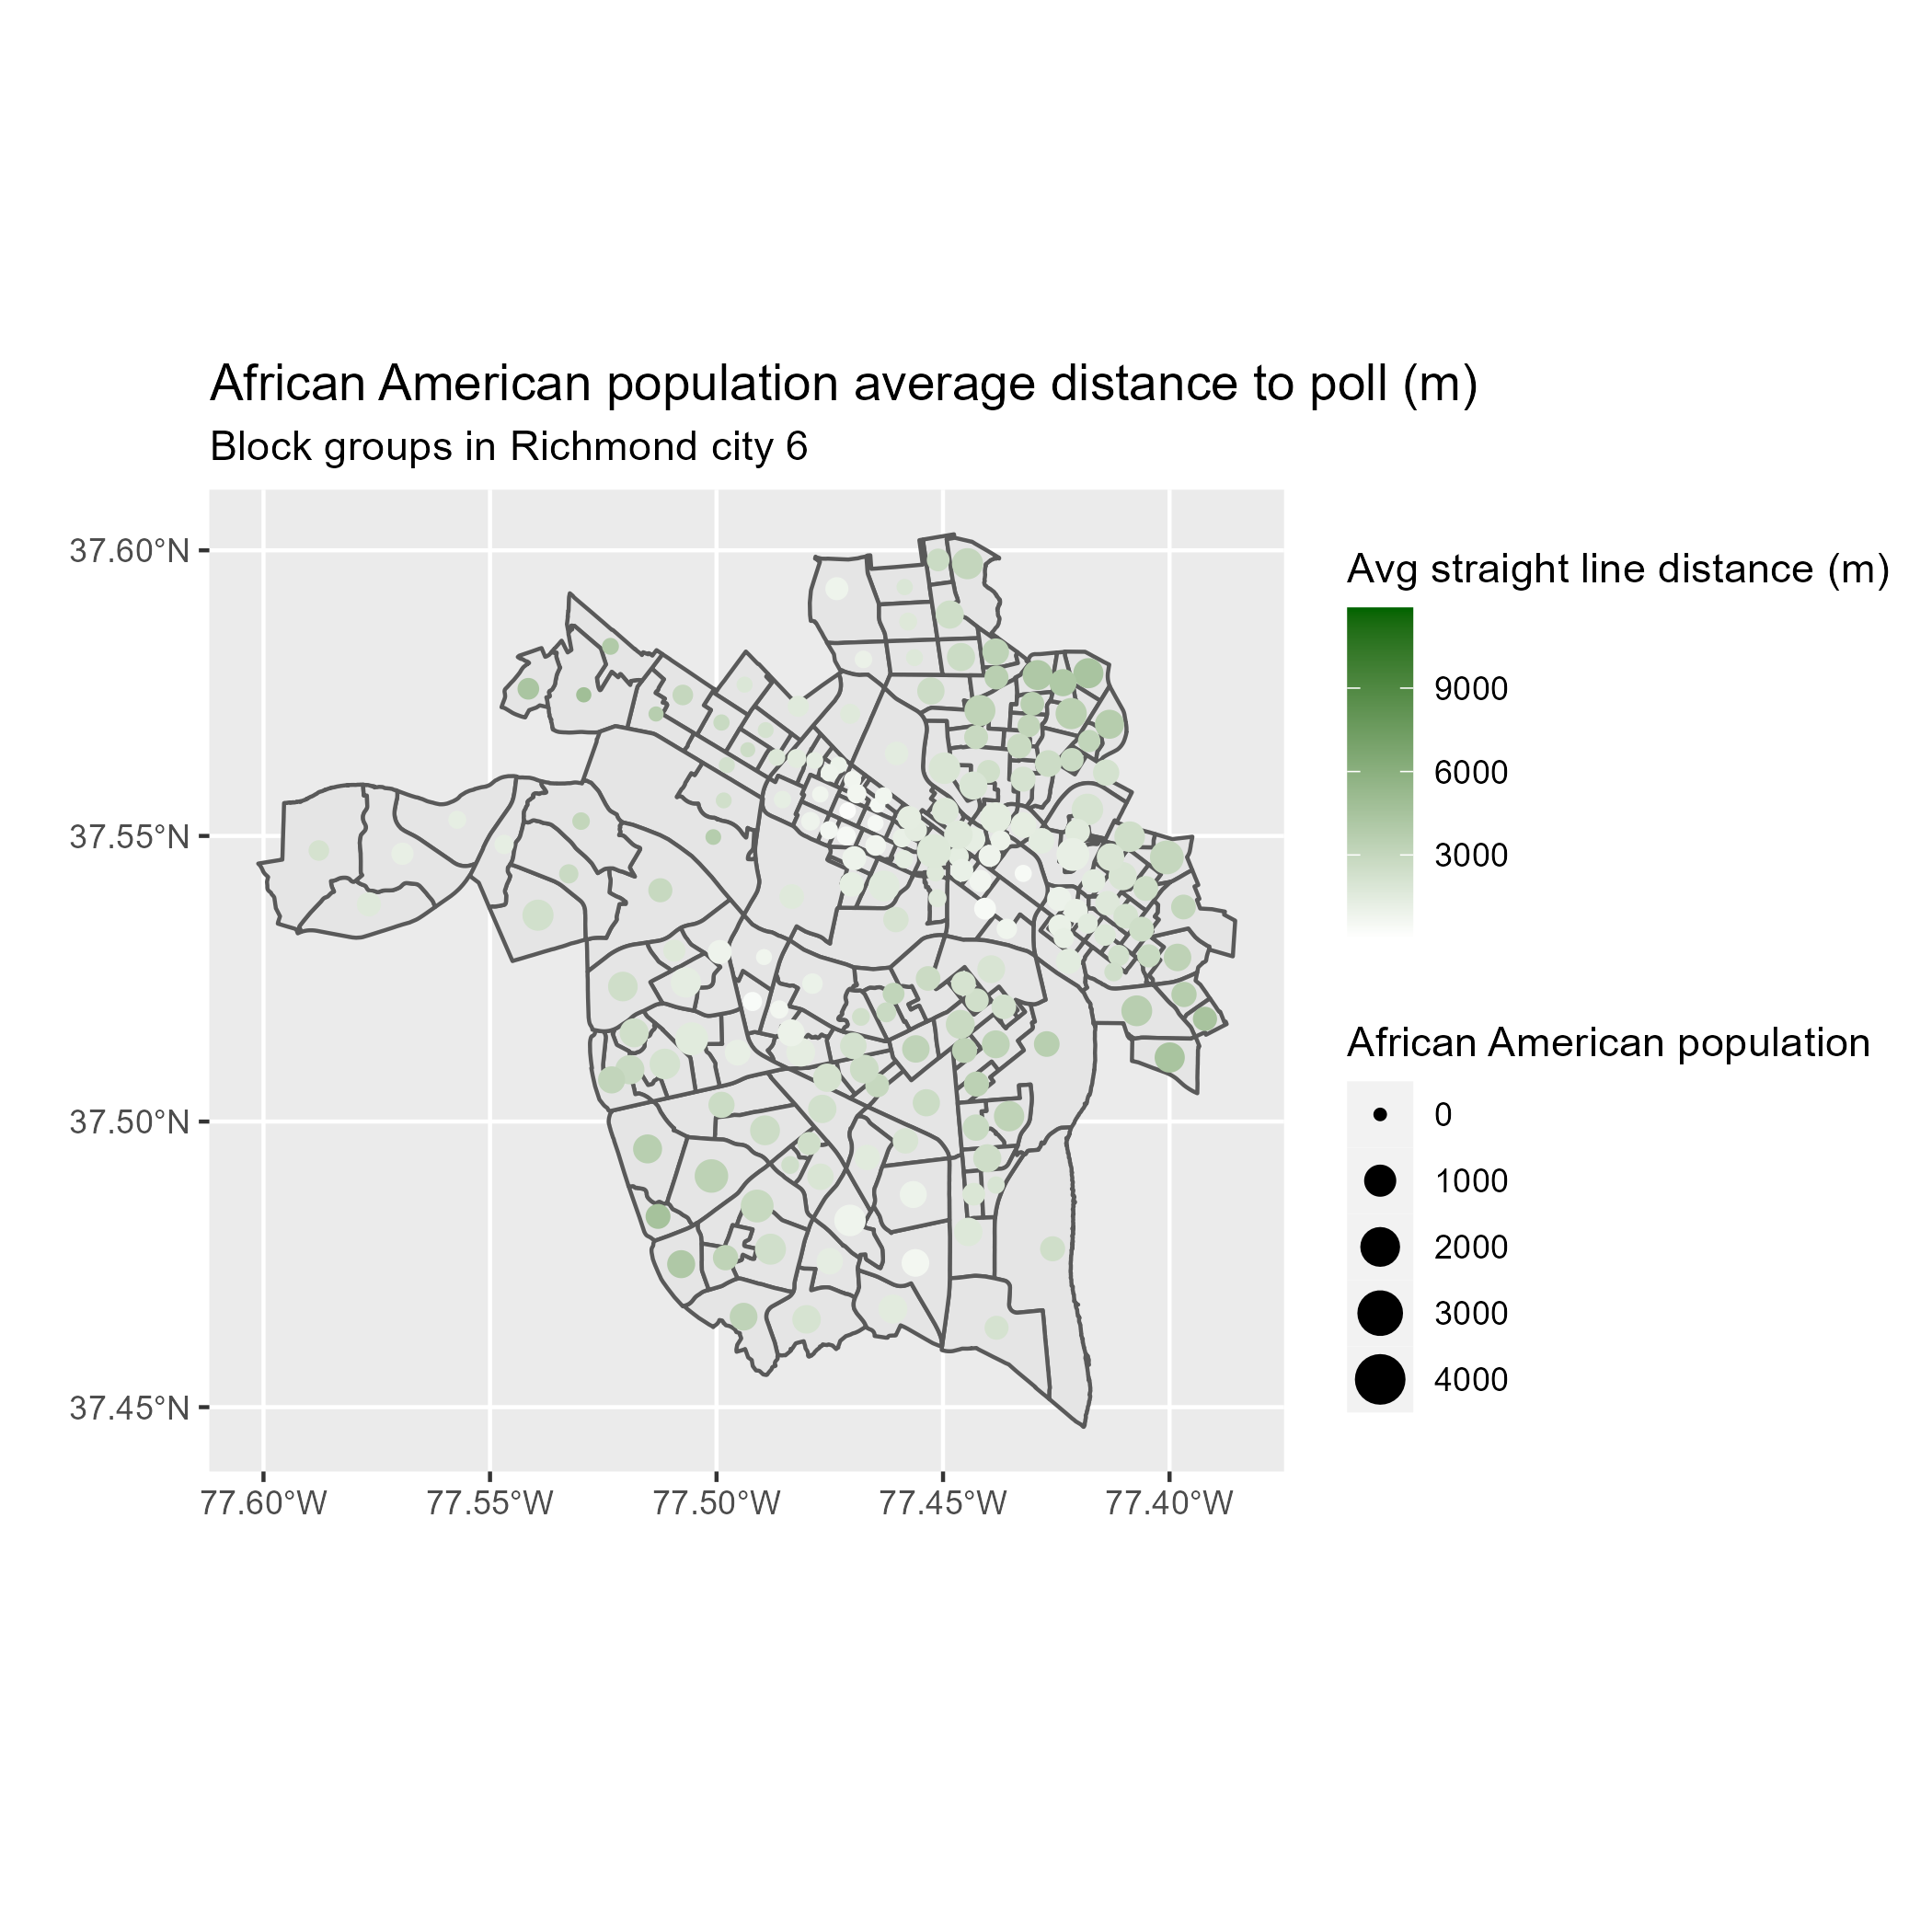 African American population average distance to poll (m)
Block groups in Richmond city 6
37.60°N
37.55°N
37.50°N
37.45°N
77.60°W
77.55°W
77.50°W
77.45°W
77.40°W
Avg straight line distance (m)
9000
6000
3000
African American population
0
1000
2000
3000
4000